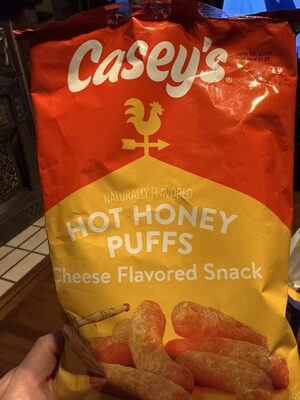 Casey's®
NATURALLY FLAVORED
HOT HONEY
PUFFS
Cheese Flavored Snack